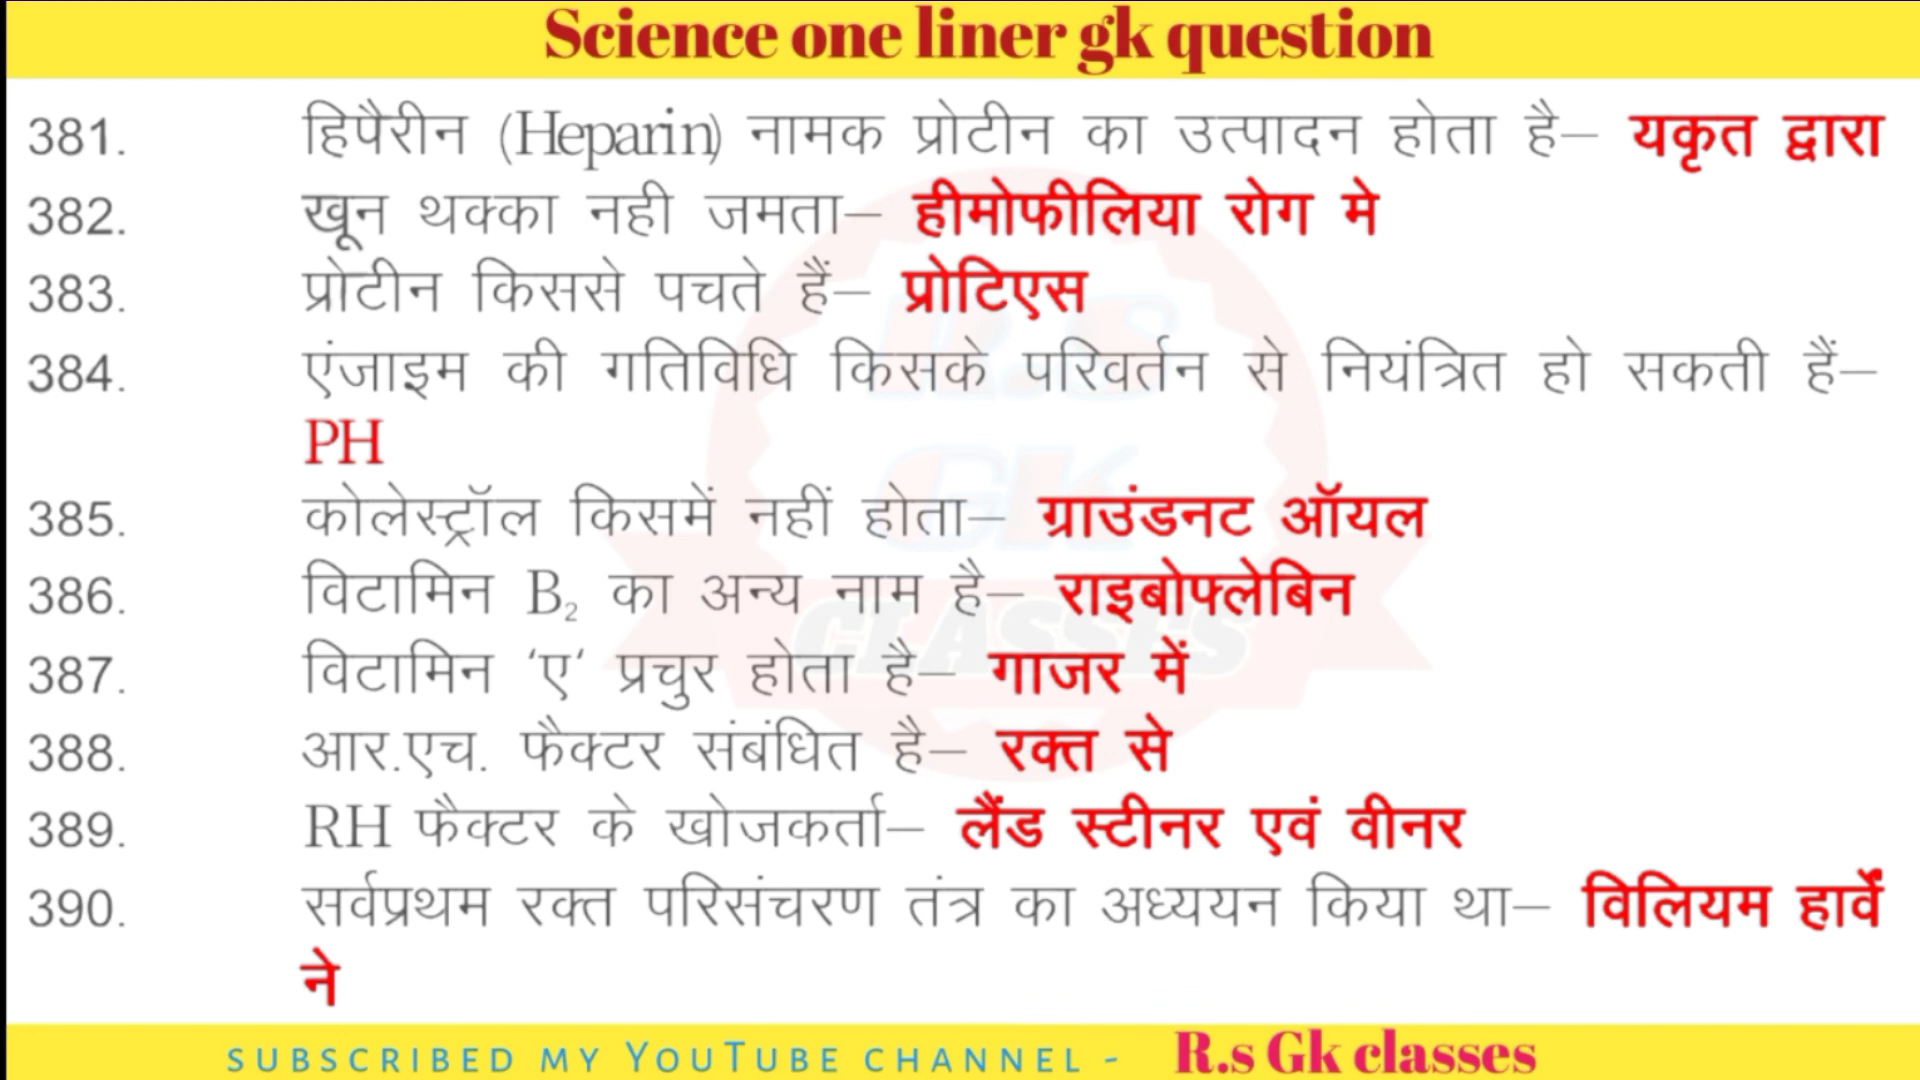 Science one liner gk question
381. हिपैरीन (Heparin) नामक प्रोटीन का उत्पादन होता है– यकृत द्वारा
382. खून थक्का नही जमता– हीमोफीलिया रोग मे
383. प्रोटीन किससे पचते हैं– प्रोटिएस
384. एंजाइम की गतिविधि किसके परिवर्तन से नियंत्रित हो सकती हैं–
PH
385. कोलेस्ट्रॉल किसमें नहीं होता– ग्राउंडनट ऑयल
386. विटामिन B₂ का अन्य नाम है– राइबोफ्लेबिन
387. विटामिन ‘ए‘ प्रचुर होता है– गाजर में
388. आर.एच. फैक्टर संबंधित है– रक्त से
389. RH फैक्टर के खोजकर्ता– लैंड स्टीनर एवं वीनर
390. सर्वप्रथम रक्त परिसंचरण तंत्र का अध्ययन किया था– विलियम हार्वे
ने
R.S
GK
CLASSES
SUBSCRIBED MY YOUTUBE CHANNEL - R.s Gk classes